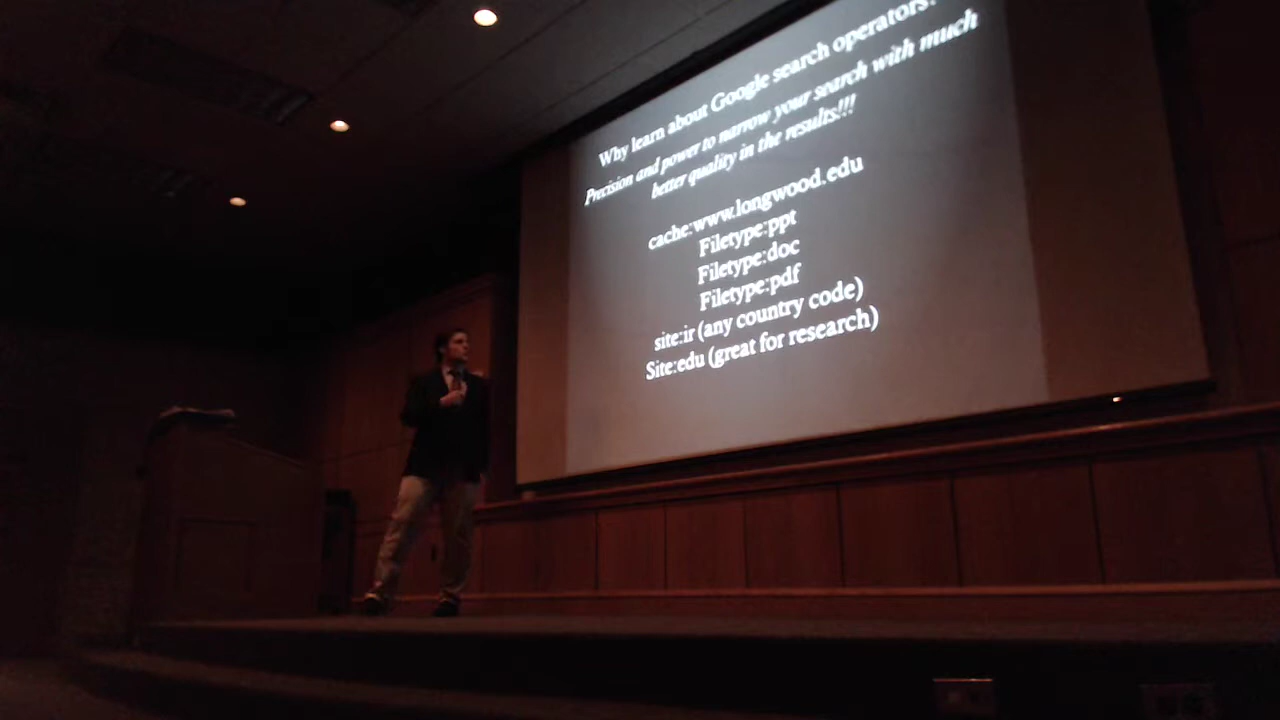 Why learn about Google search operators?
Precision and power to narrow your search with much
better quality in the results!!!
cache:www.longwood.edu
Filetype:ppt
Filetype:doc
Filetype:pdf
site:ir (any country code)
Site:edu (great for research)